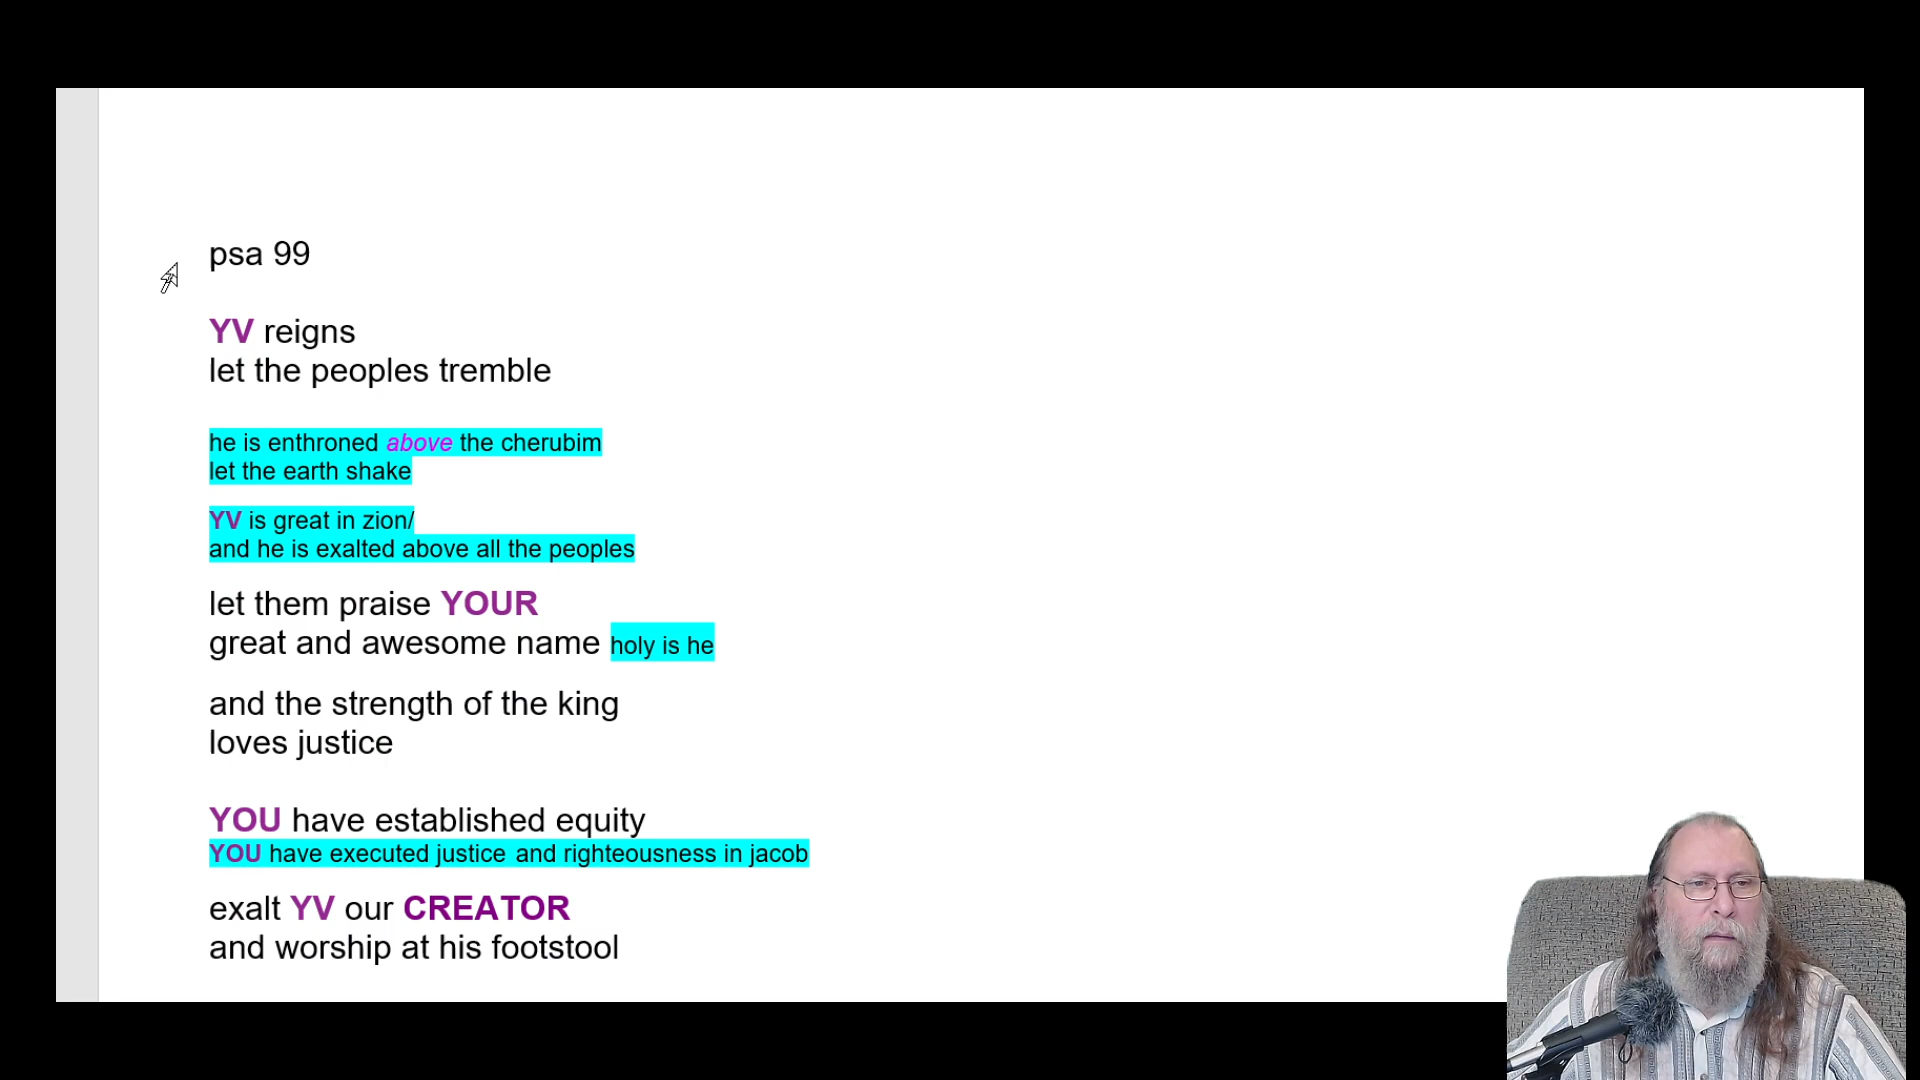 psa 99
YV reigns
let the peoples tremble
he is enthroned above the cherubim
let the earth shake
YV is great in zion/
and he is exalted above all the peoples
let them praise YOUR
great and awesome name holy is he
and the strength of the king
loves justice
YOU have established equity
YOU have executed justice and righteousness in jacob
exalt YV our CREATOR
and worship at his footstool